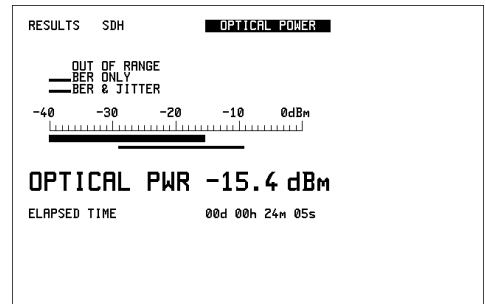 RESULTS SDH OPTICAL POWER
OUT OF RANGE
BER ONLY
BER & JITTER
-40 -30 -20 -10 0dBm
OPTICAL PWR -15.4 dBm
ELAPSED TIME 00d 00h 24m 05s